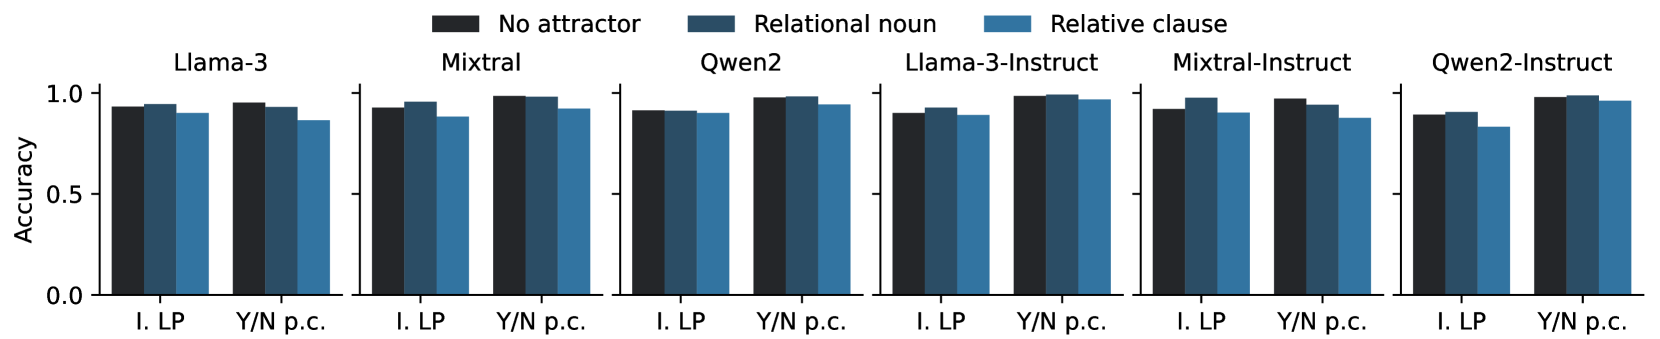 No attractor Relational noun Relative clause
Llama-3 Mixtral Qwen2 Llama-3-Instruct Mixtral-Instruct Qwen2-Instruct
1.0
0.5
0.0
Accuracy
I. LP Y/N p.c. I. LP Y/N p.c. I. LP Y/N p.c. I. LP Y/N p.c. I. LP Y/N p.c. I. LP Y/N p.c.